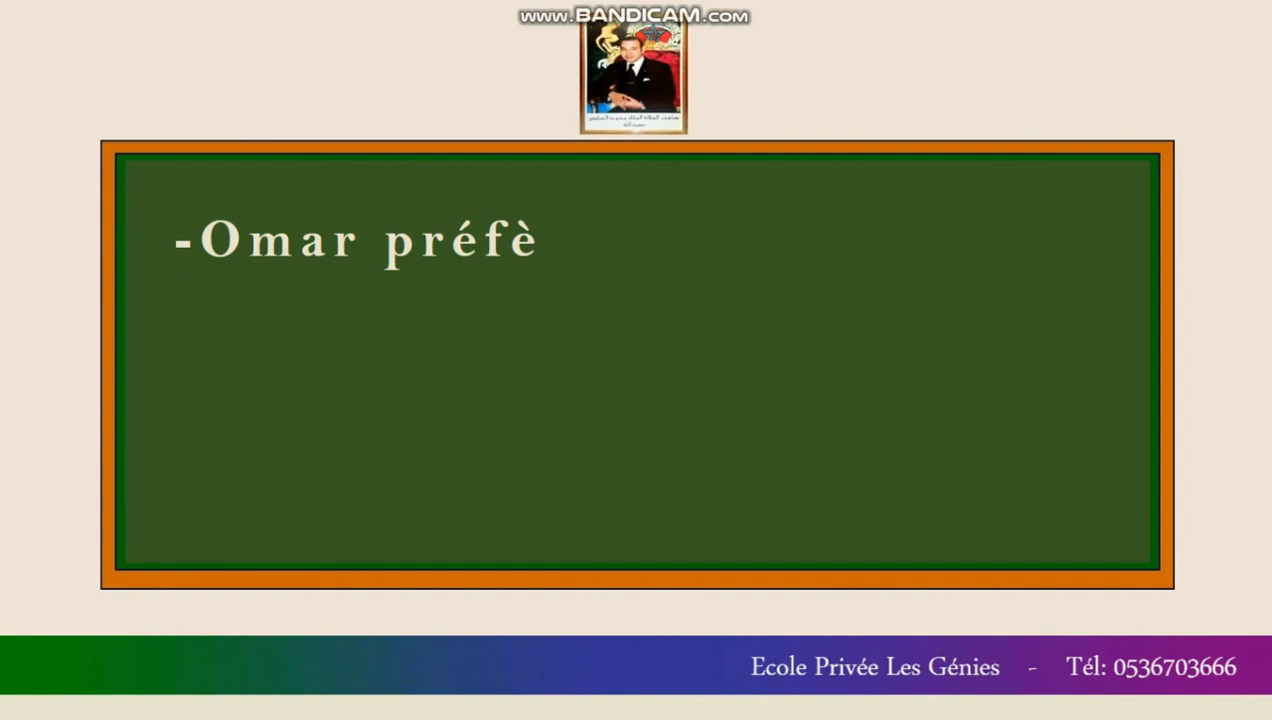 www.BANDICAM.com
-Omar préfè
Ecole Privée Les Génies - Tél: 0536703666